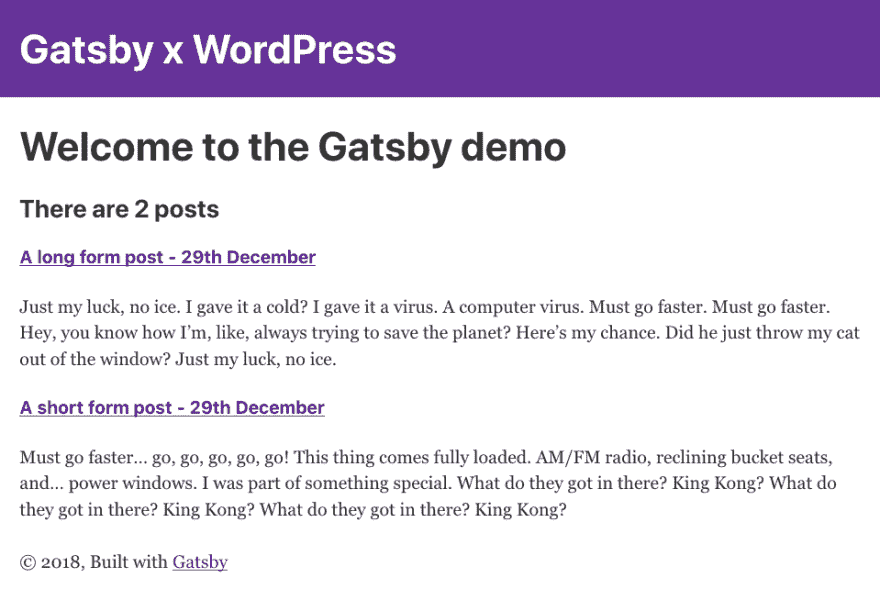 Gatsby x WordPress
Welcome to the Gatsby demo
There are 2 posts
A long form post - 29th December
Just my luck, no ice. I gave it a cold? I gave it a virus. A computer virus. Must go faster. Must go faster.
Hey, you know how I’m, like, always trying to save the planet? Here’s my chance. Did he just throw my cat
out of the window? Just my luck, no ice.
A short form post - 29th December
Must go faster... go, go, go, go, go! This thing comes fully loaded. AM/FM radio, reclining bucket seats,
and... power windows. I was part of something special. What do they got in there? King Kong? What do
they got in there? King Kong? What do they got in there? King Kong?
© 2018, Built with Gatsby